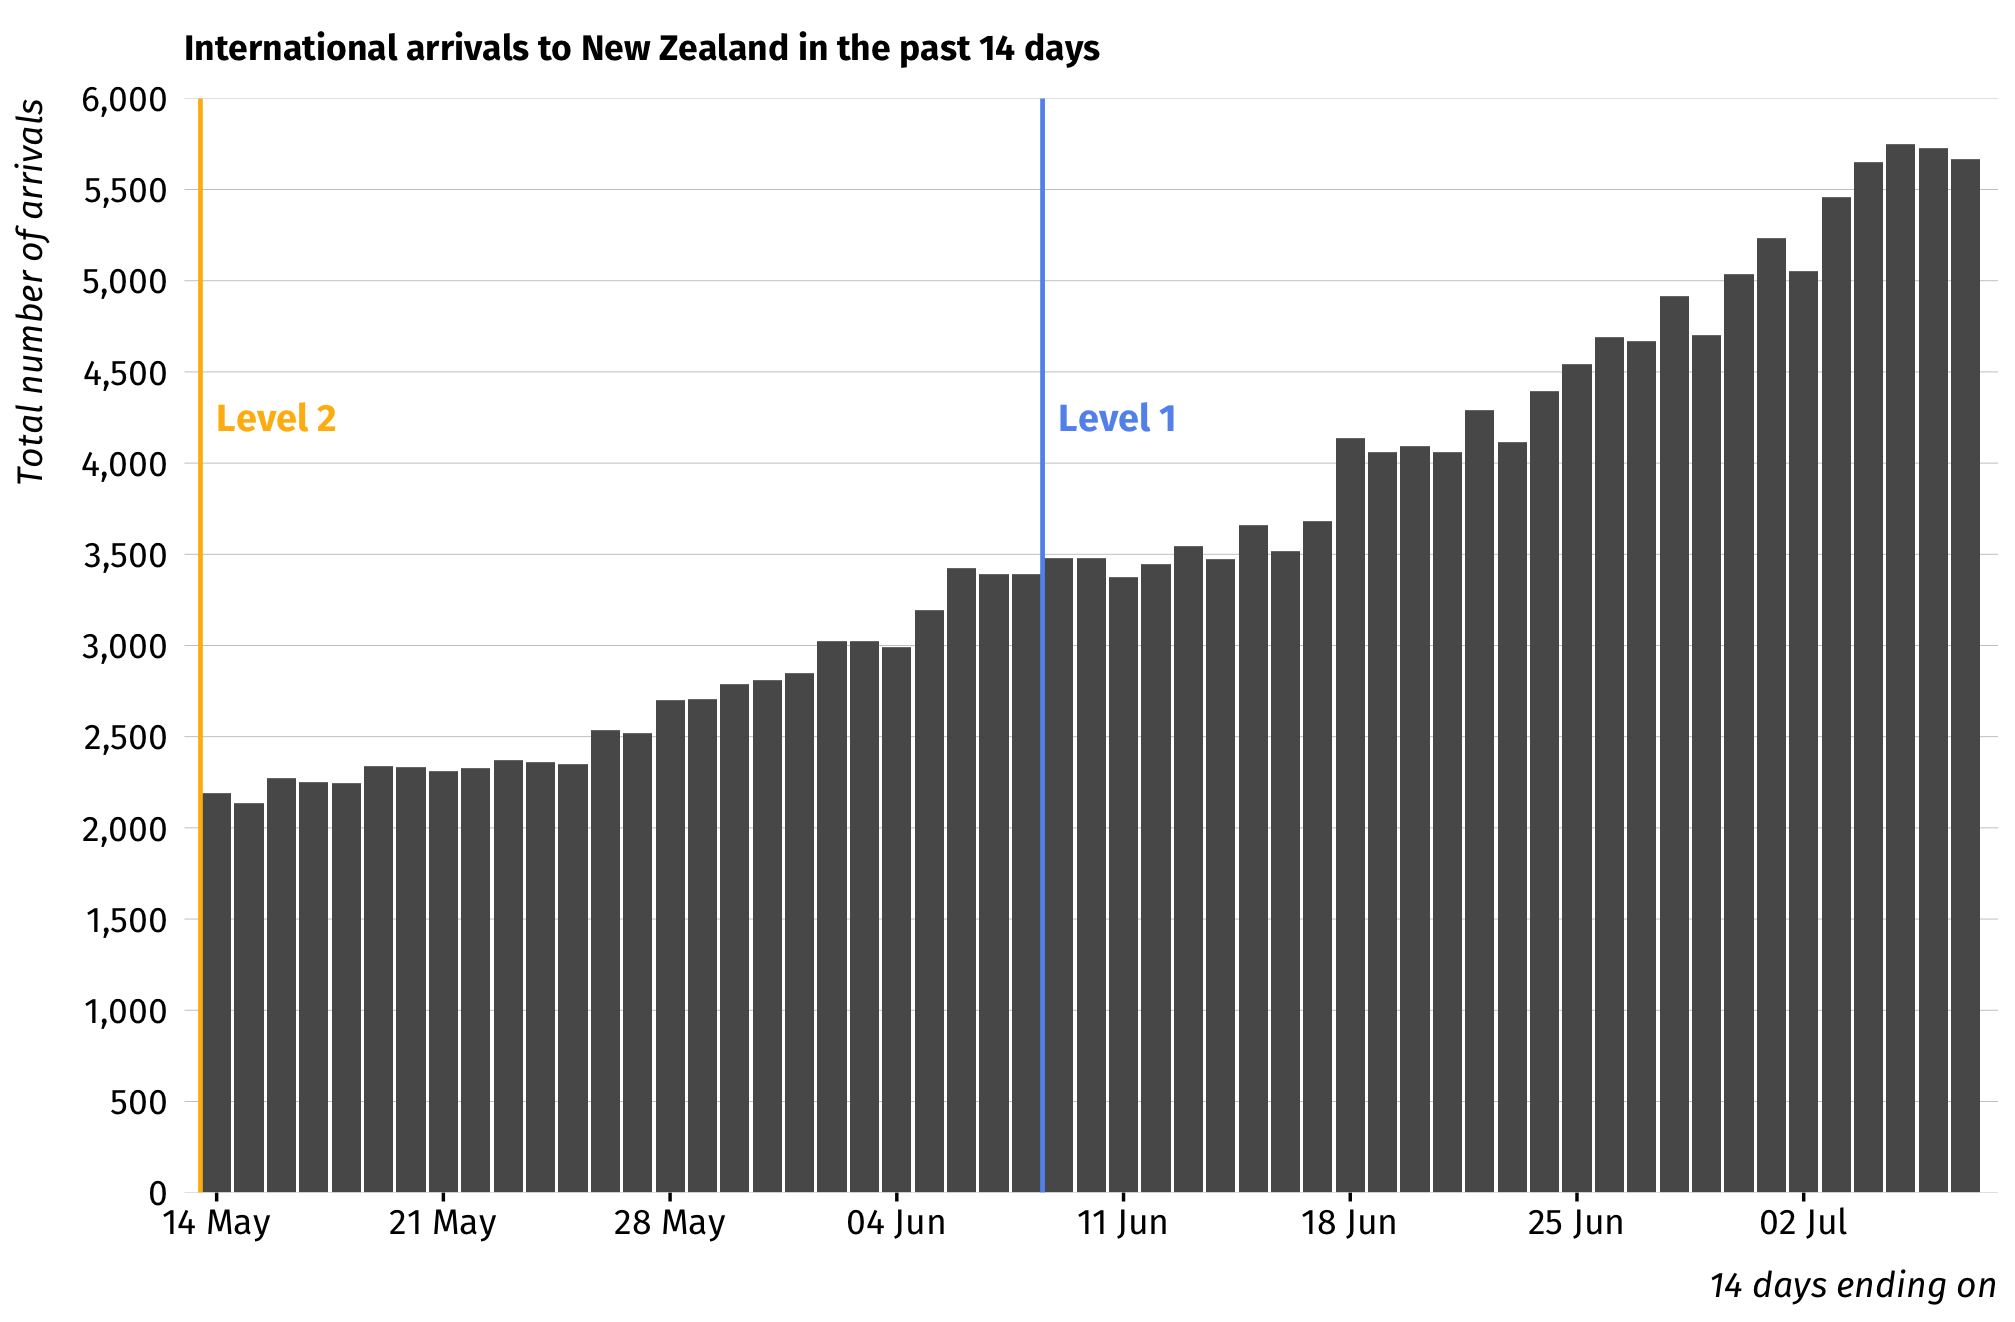 International arrivals to New Zealand in the past 14 days
Total number of arrivals
6,000
5,500
5,000
4,500
4,000
3,500
3,000
2,500
2,000
1,500
1,000
500
0
Level 2
Level 1
14 May
21 May
28 May
04 Jun
11 Jun
18 Jun
25 Jun
02 Jul
14 days ending on